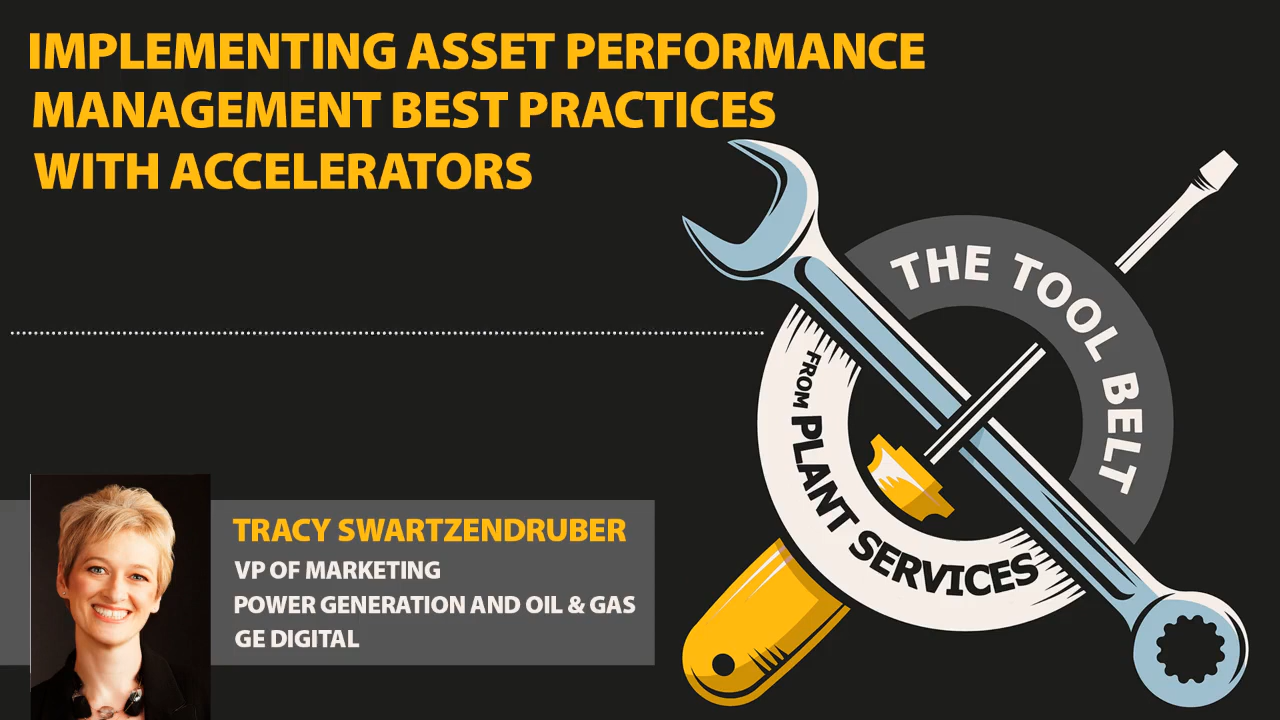 IMPLEMENTING ASSET PERFORMANCE
MANAGEMENT BEST PRACTICES
WITH ACCELERATORS
THE TOOL BELT
FROM PLANT SERVICES
TRACY SWARTZENDRUBER
VP OF MARKETING
POWER GENERATION AND OIL & GAS
GE DIGITAL